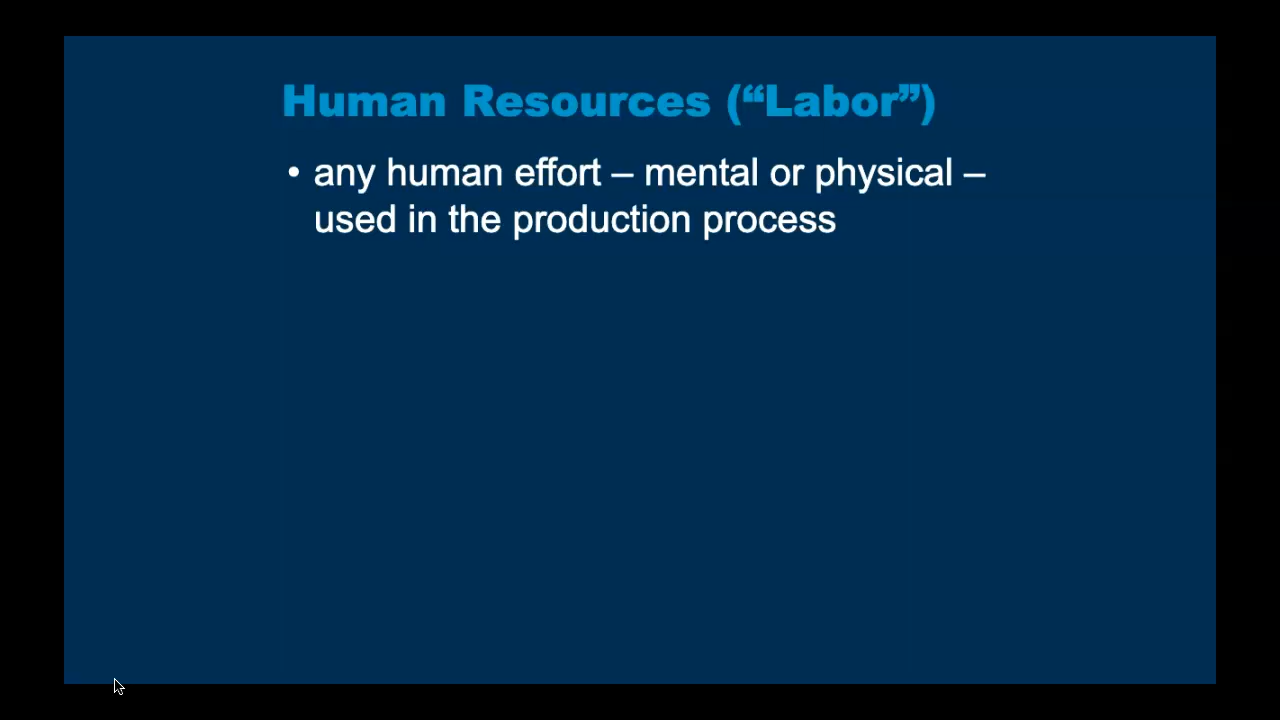 Human Resources (“Labor”)
• any human effort – mental or physical –
used in the production process